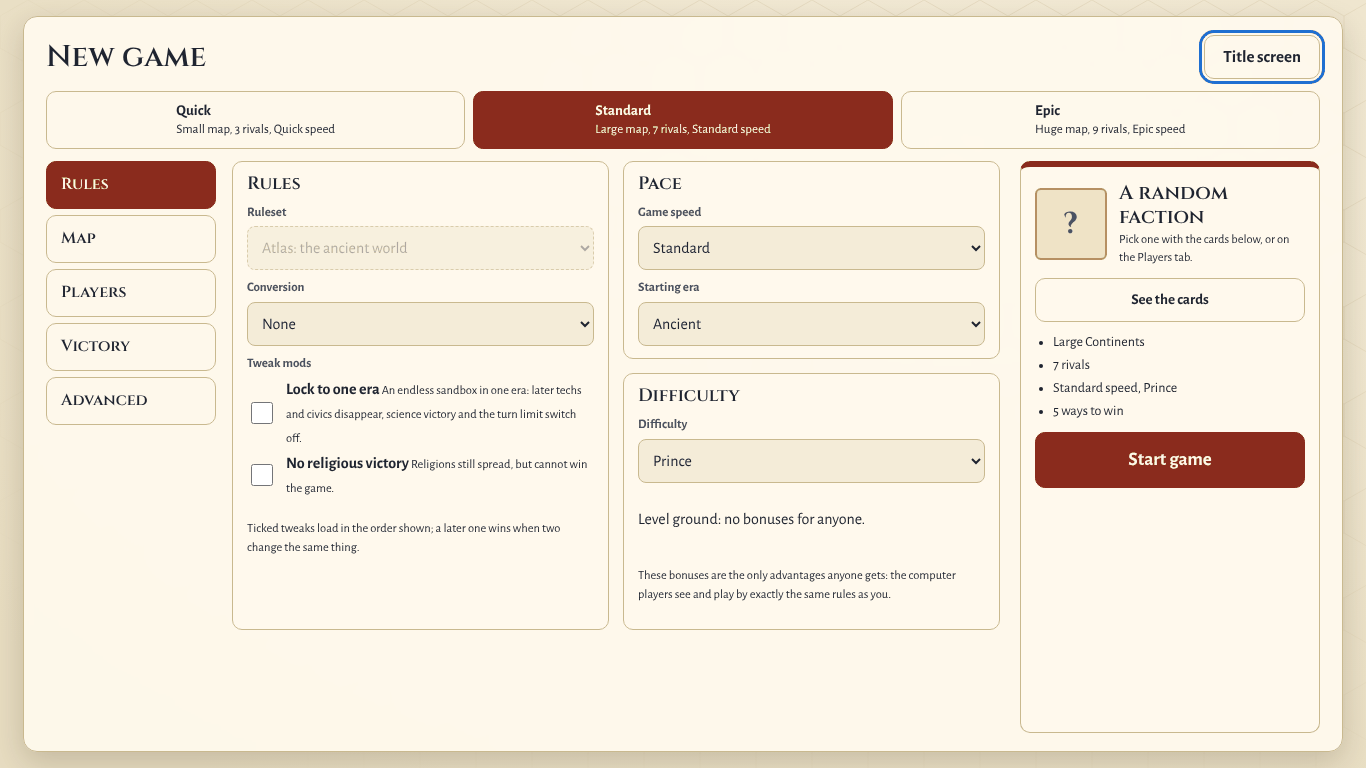 New game
Title screen
Quick
Small map, 3 rivals, Quick speed
Standard
Large map, 7 rivals, Standard speed
Epic
Huge map, 9 rivals, Epic speed
Rules
Map
Players
Victory
Advanced
Rules
Ruleset
Atlas: the ancient world
Conversion
None
Tweak mods
Lock to one era An endless sandbox in one era: later techs
and civics disappear, science victory and the turn limit switch
off.
No religious victory Religions still spread, but cannot win
the game.
Ticked tweaks load in the order shown; a later one wins when two
change the same thing.
Pace
Game speed
Standard
Starting era
Ancient
Difficulty
Difficulty
Prince
Level ground: no bonuses for anyone.
These bonuses are the only advantages anyone gets: the computer
players see and play by exactly the same rules as you.
?
A random
faction
Pick one with the cards below, or on
the Players tab.
See the cards
• Large Continents
• 7 rivals
• Standard speed, Prince
• 5 ways to win
Start game